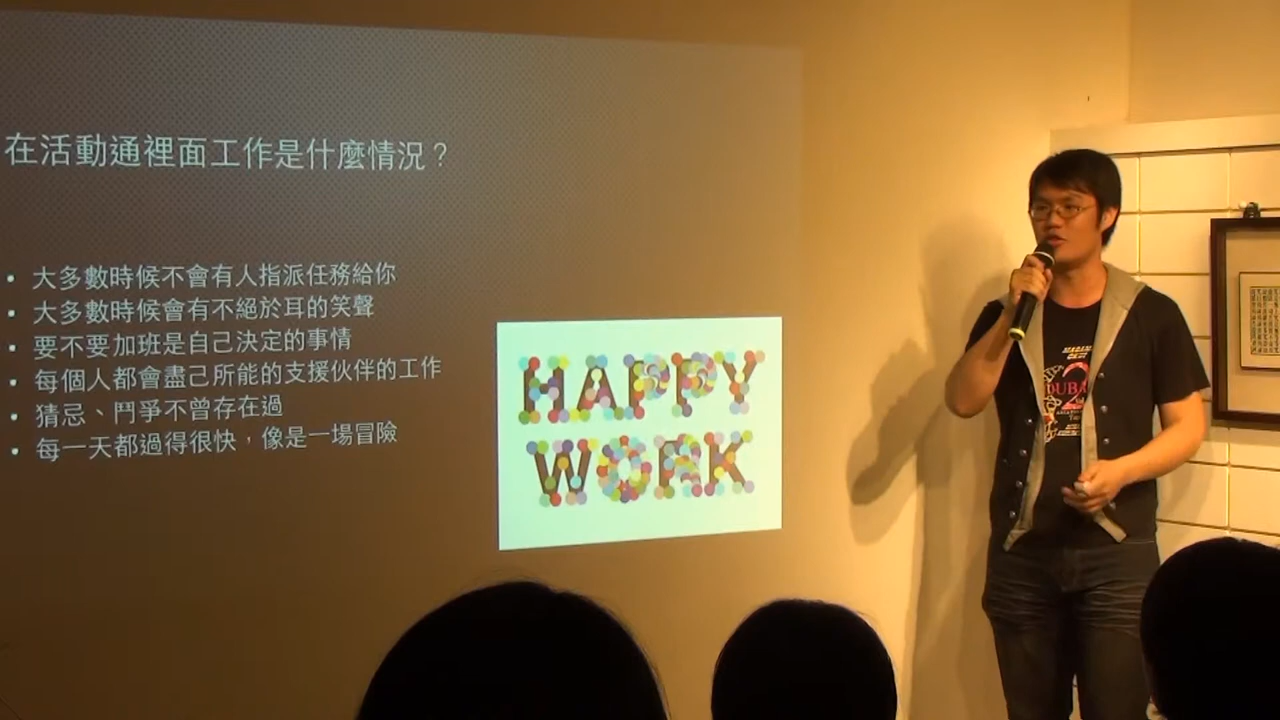 在活動通裡面工作是什麼情況？
• 大多數時候不會有人指派任務給你
• 大多數時候會有不絕於耳的笑聲
• 要不要加班是自己決定的事情
• 每個人都會盡己所能的支援伙伴的工作
• 猜忌、鬥爭不曾存在過
• 每一天都過得很快，像是一場冒險
HAPPY
WORK
DUBA
2